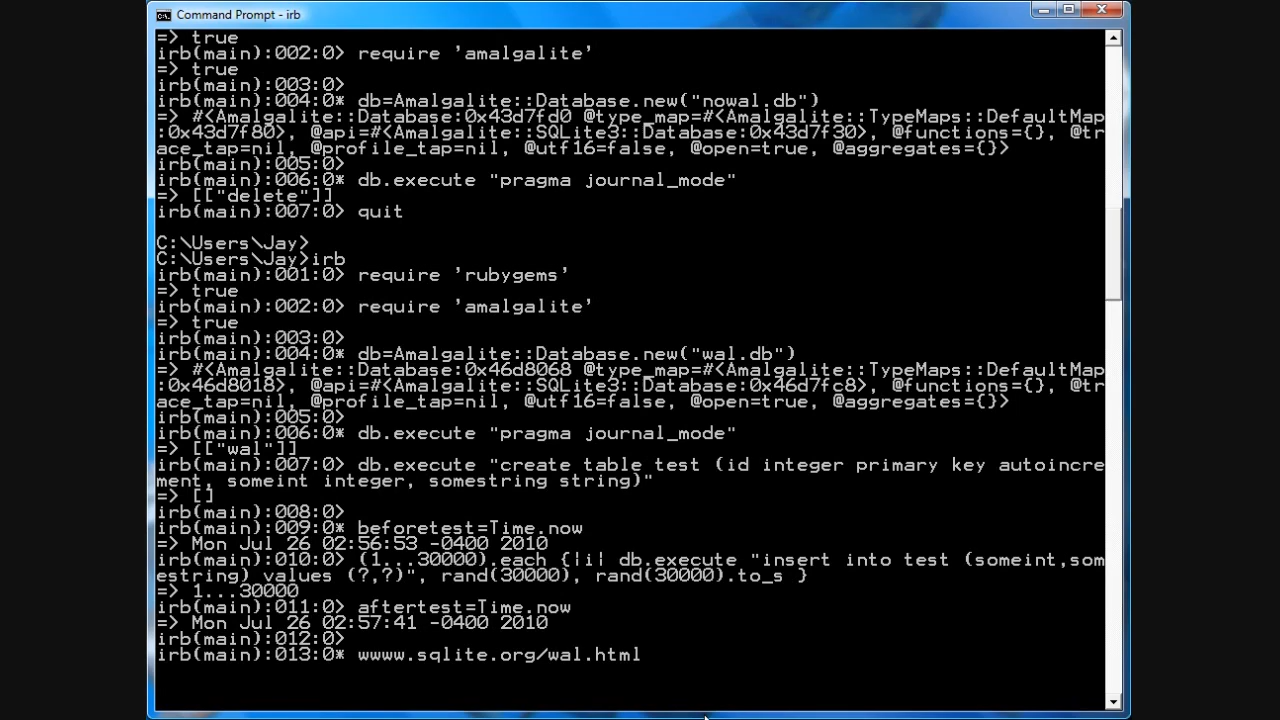 Command Prompt - irb
=> true
irb(main):002:0> require 'amalgalite'
=> true
irb(main):003:0>
irb(main):004:0* db=Amalgalite::Database.new("nowal.db")
=> #<Amalgalite::Database:0x43d7fd0 @type_map=#<Amalgalite::TypeMaps::DefaultMap
:0x43d7f80>, @api=#<Amalgalite::SQLite3::Database:0x43d7f30>, @functions={}, @tr
ace_tap=nil, @profile_tap=nil, @utf16=false, @open=true, @aggregates={}>
irb(main):005:0>
irb(main):006:0* db.execute "pragma journal_mode"
=> [["delete"]]
irb(main):007:0> quit
C:\Users\Jay>
C:\Users\Jay>irb
irb(main):001:0> require 'rubygems'
=> true
irb(main):002:0> require 'amalgalite'
=> true
irb(main):003:0>
irb(main):004:0* db=Amalgalite::Database.new("wal.db")
=> #<Amalgalite::Database:0x46d8068 @type_map=#<Amalgalite::TypeMaps::DefaultMap
:0x46d8018>, @api=#<Amalgalite::SQLite3::Database:0x46d7fc8>, @functions={}, @tr
ace_tap=nil, @profile_tap=nil, @utf16=false, @open=true, @aggregates={}>
irb(main):005:0>
irb(main):006:0* db.execute "pragma journal_mode"
=> [["wal"]]
irb(main):007:0> db.execute "create table test (id integer primary key autoincre
ment, someint integer, somestring string)"
=> []
irb(main):008:0>
irb(main):009:0* beforetest=Time.now
=> Mon Jul 26 02:56:53 -0400 2010
irb(main):010:0> (1...30000).each {|i| db.execute "insert into test (someint,som
estring) values (?,?)", rand(30000), rand(30000).to_s }
=> 1...30000
irb(main):011:0> aftertest=Time.now
=> Mon Jul 26 02:57:41 -0400 2010
irb(main):012:0>
irb(main):013:0* wwww.sqlite.org/wal.html